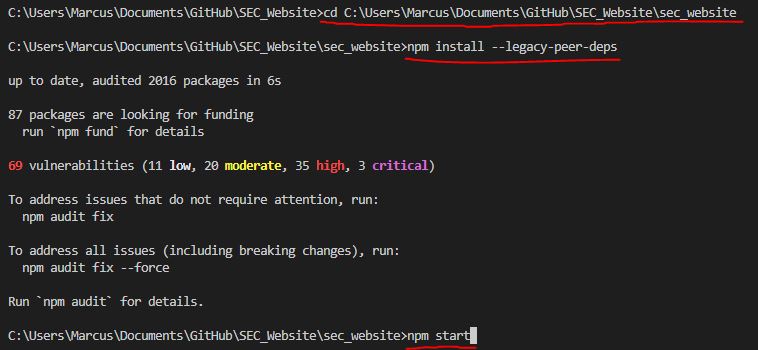 C:\Users\Marcus\Documents\GitHub\SEC_Website>cd C:\Users\Marcus\Documents\GitHub\SEC_Website\sec_website
C:\Users\Marcus\Documents\GitHub\SEC_Website\sec_website>npm install --legacy-peer-deps
up to date, audited 2016 packages in 6s
87 packages are looking for funding
run `npm fund` for details
69 vulnerabilities (11 low, 20 moderate, 35 high, 3 critical)
To address issues that do not require attention, run:
npm audit fix
To address all issues (including breaking changes), run:
npm audit fix --force
Run `npm audit` for details.
C:\Users\Marcus\Documents\GitHub\SEC_Website\sec_website>npm start